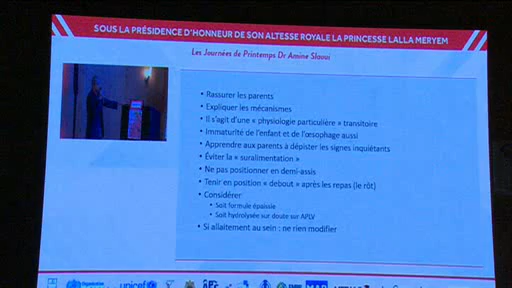 SOUS LA PRÉSIDENCE D'HONNEUR DE SON ALTESSE ROYALE LA PRINCESSE LALLA MERYEM
Les Journées de Printemps Dr Amine Slaoui
• Rassurer les parents
• Expliquer les mécanismes
• Il s'agit d'une « physiologie particulière » transitoire
• Immaturité de l'enfant et de l'œsophage aussi
• Apprendre aux parents à dépister les signes inquiétants
• Éviter la « suralimentation »
• Ne pas positionner en demi-assis
• Tenir en position « debout » après les repas (le rôt)
• Considérer
• Soit formule épaissie
• Soit hydrolysée sur doute sur APLV
• Si allaitement au sein : ne rien modifier
unicef